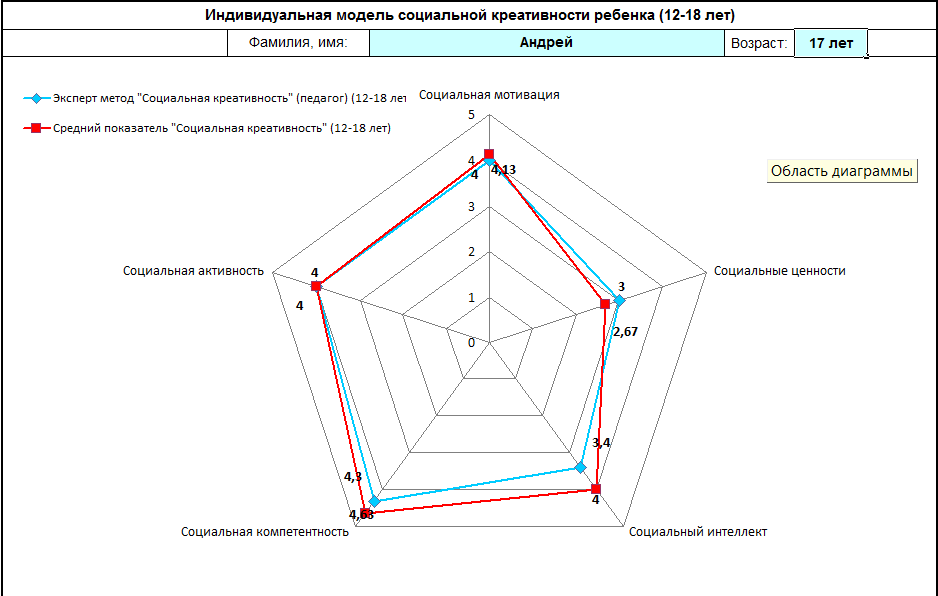 Индивидуальная модель социальной креативности ребенка (12-18 лет)
Фамилия, имя: Андрей Возраст: 17 лет
Эксперт метод "Социальная креативность" (педагог) (12-18 лет
Средний показатель "Социальная креативность" (12-18 лет)
Социальная мотивация
5
4
4 4,13
Область диаграммы
3
2
1
0
Социальная активность
4
4
Социальные ценности
3
2,67
3,4
4
4,3
4,63
Социальная компетентность
Социальный интеллект